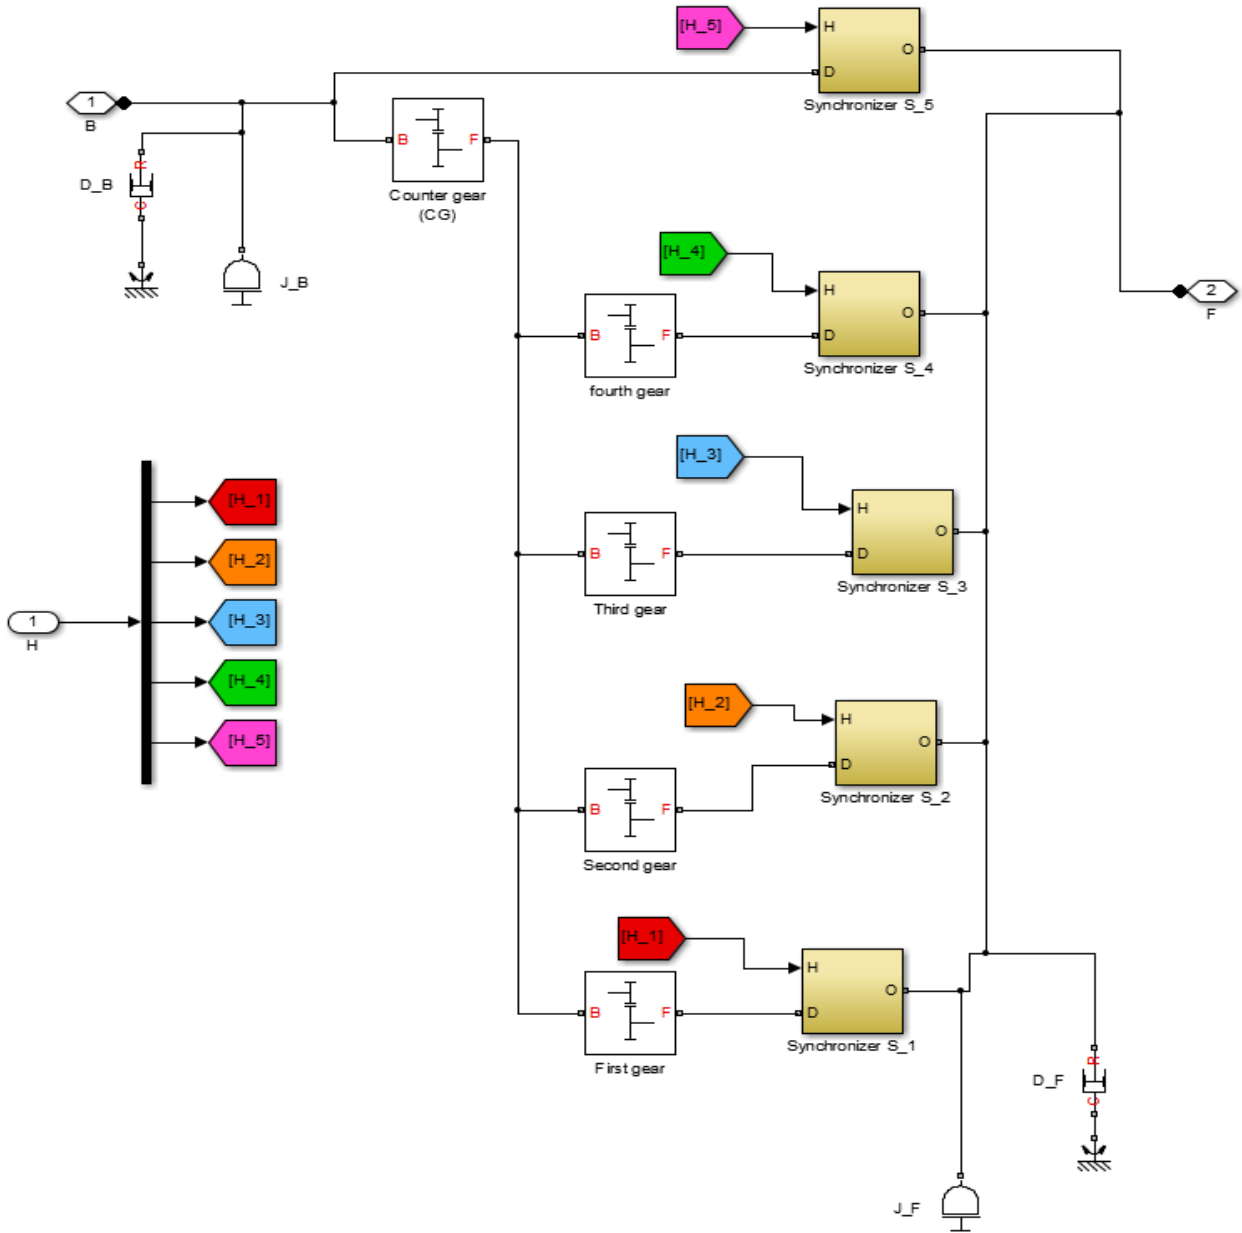 [H_5]
H
O
D
Synchronizer S_5
1
B
B
F
Counter gear
(CG)
D_B
R
C
J_B
[H_4]
H
O
D
Synchronizer S_4
2
F
B
F
fourth gear
[H_3]
H
O
D
Synchronizer S_3
B
F
Third gear
[H_1]
[H_2]
[H_3]
[H_4]
[H_5]
1
H
[H_2]
H
O
D
Synchronizer S_2
B
F
Second gear
[H_1]
H
O
D
Synchronizer S_1
B
F
First gear
D_F
R
C
J_F